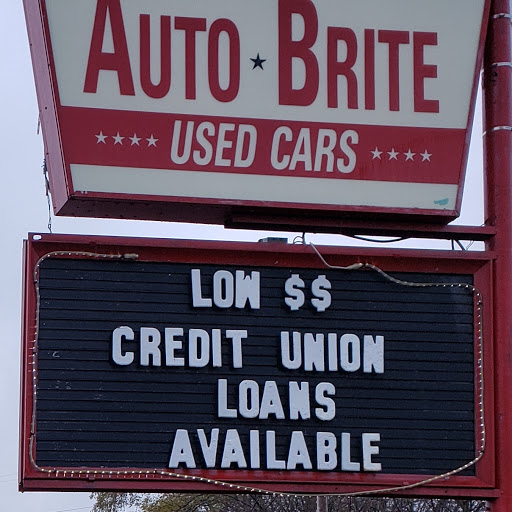 AUTO ★ BRITE
★★★★ USED CARS ★★★★
LOW $$
CREDIT UNION
LOANS
AVAILABLE